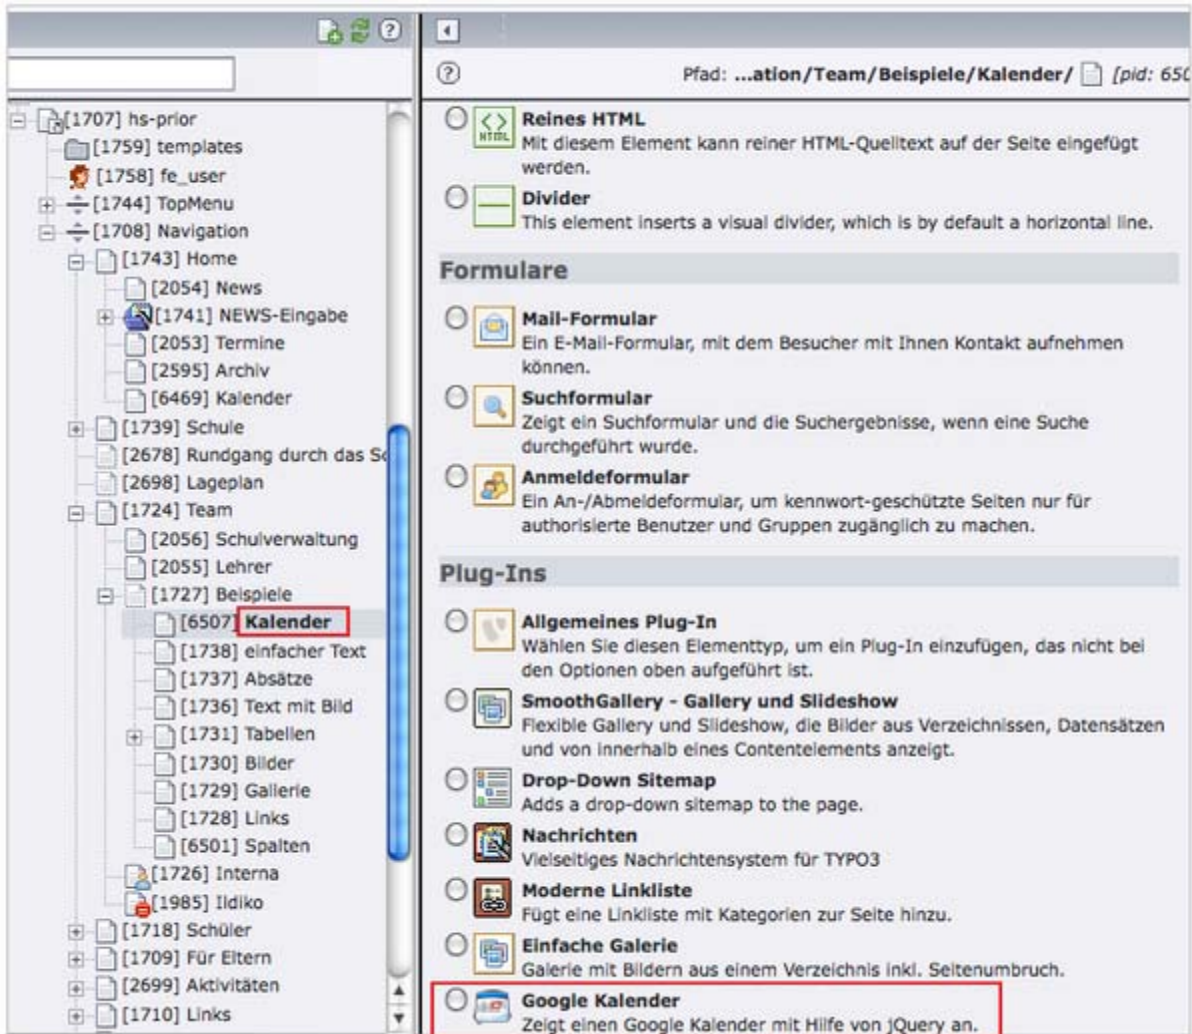 Pfad: ...ation/Team/Beispiele/Kalender/ [pid: 650
[1707] hs-prior
[1759] templates
[1758] fe_user
[1744] TopMenu
[1708] Navigation
[1743] Home
[2054] News
[1741] NEWS-Eingabe
[2053] Termine
[2595] Archiv
[6469] Kalender
[1739] Schule
[2678] Rundgang durch das Sc
[2698] Lageplan
[1724] Team
[2056] Schulverwaltung
[2055] Lehrer
[1727] Beispiele
[6507] Kalender
[1738] einfacher Text
[1737] Absätze
[1736] Text mit Bild
[1731] Tabellen
[1730] Bilder
[1729] Gallerie
[1728] Links
[6501] Spalten
[1726] Interna
[1985] Ildiko
[1718] Schüler
[1709] Für Eltern
[2699] Aktivitäten
[1710] Links
Reines HTML
HTML
Mit diesem Element kann reiner HTML-Quelltext auf der Seite eingefügt
werden.
Divider
This element inserts a visual divider, which is by default a horizontal line.
Formulare
Mail-Formular
Ein E-Mail-Formular, mit dem Besucher mit Ihnen Kontakt aufnehmen
können.
Suchformular
Zeigt ein Suchformular und die Suchergebnisse, wenn eine Suche
durchgeführt wurde.
Anmeldeformular
Ein An-/Abmeldeformular, um kennwort-geschützte Seiten nur für
authorisierte Benutzer und Gruppen zugänglich zu machen.
Plug-Ins
Allgemeines Plug-In
Wählen Sie diesen Elementtyp, um ein Plug-In einzufügen, das nicht bei
den Optionen oben aufgeführt ist.
SmoothGallery - Gallery und Slideshow
Flexible Gallery und Slideshow, die Bilder aus Verzeichnissen, Datensätzen
und von innerhalb eines Contentelements anzeigt.
Drop-Down Sitemap
Adds a drop-down sitemap to the page.
Nachrichten
Vielseitiges Nachrichtensystem für TYPO3
Moderne Linkliste
Fügt eine Linkliste mit Kategorien zur Seite hinzu.
Einfache Galerie
Galerie mit Bildern aus einem Verzeichnis inkl. Seitenumbruch.
Google Kalender
Zeigt einen Google Kalender mit Hilfe von jQuery an.